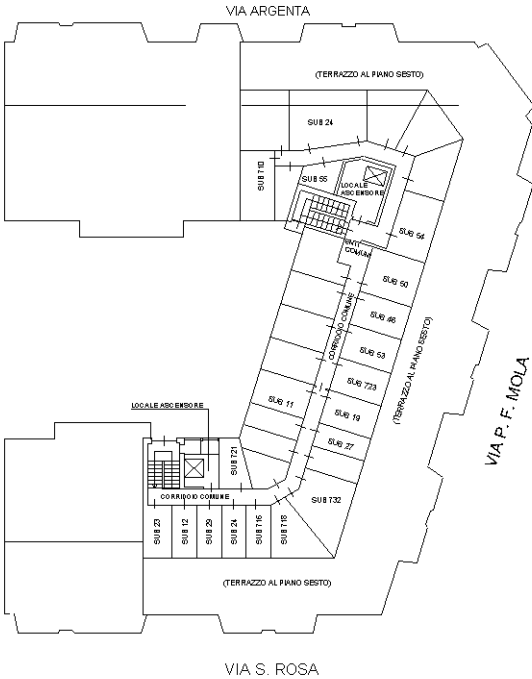 VIA ARGENTA
(TERRAZZO AL PIANO SESTO)
SUB 24
SUB 710
SUB 55
LOCALE
ASCENSORE
SUB 54
ENTI
COMUNI
SUB 50
SUB 46
SUB 53
SUB 723
CORRIDOIO COMUNE
(TERRAZZO AL PIANO SESTO)
VIA P. F. MOLA
SUB 11
SUB 19
SUB 27
LOCALE ASCENSORE
SUB 721
SUB 732
CORRIDOIO COMUNE
SUB 23
SUB 12
SUB 29
SUB 24
SUB 716
SUB 718
(TERRAZZO AL PIANO SESTO)
VIA S. ROSA